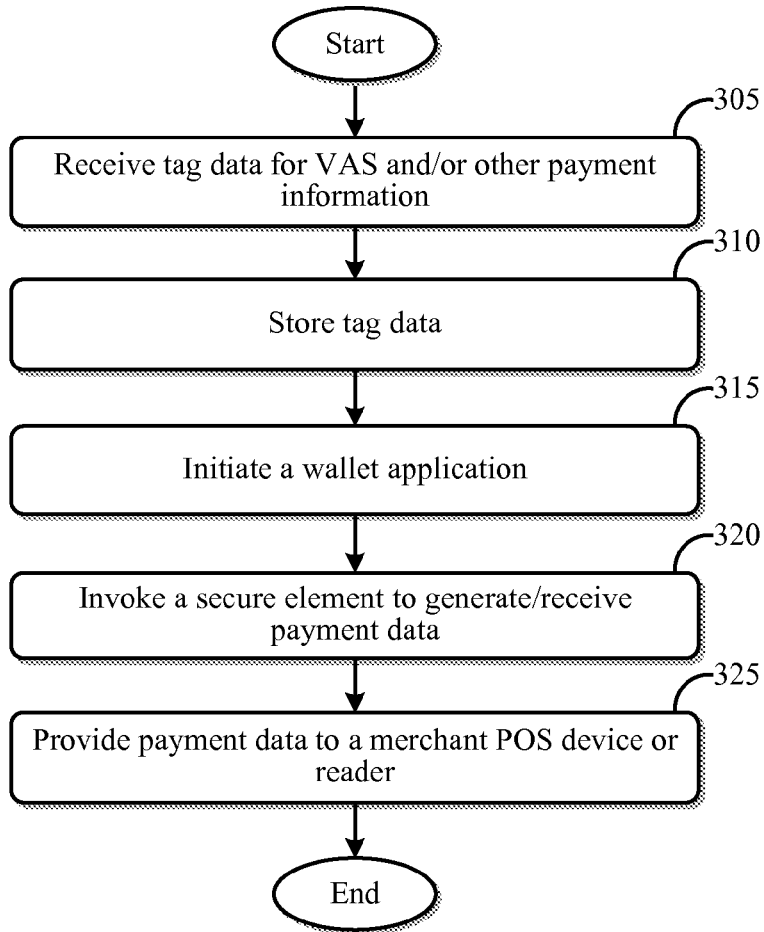 Start
305
Receive tag data for VAS and/or other payment
information
310
Store tag data
315
Initiate a wallet application
320
Invoke a secure element to generate/receive
payment data
325
Provide payment data to a merchant POS device or
reader
End